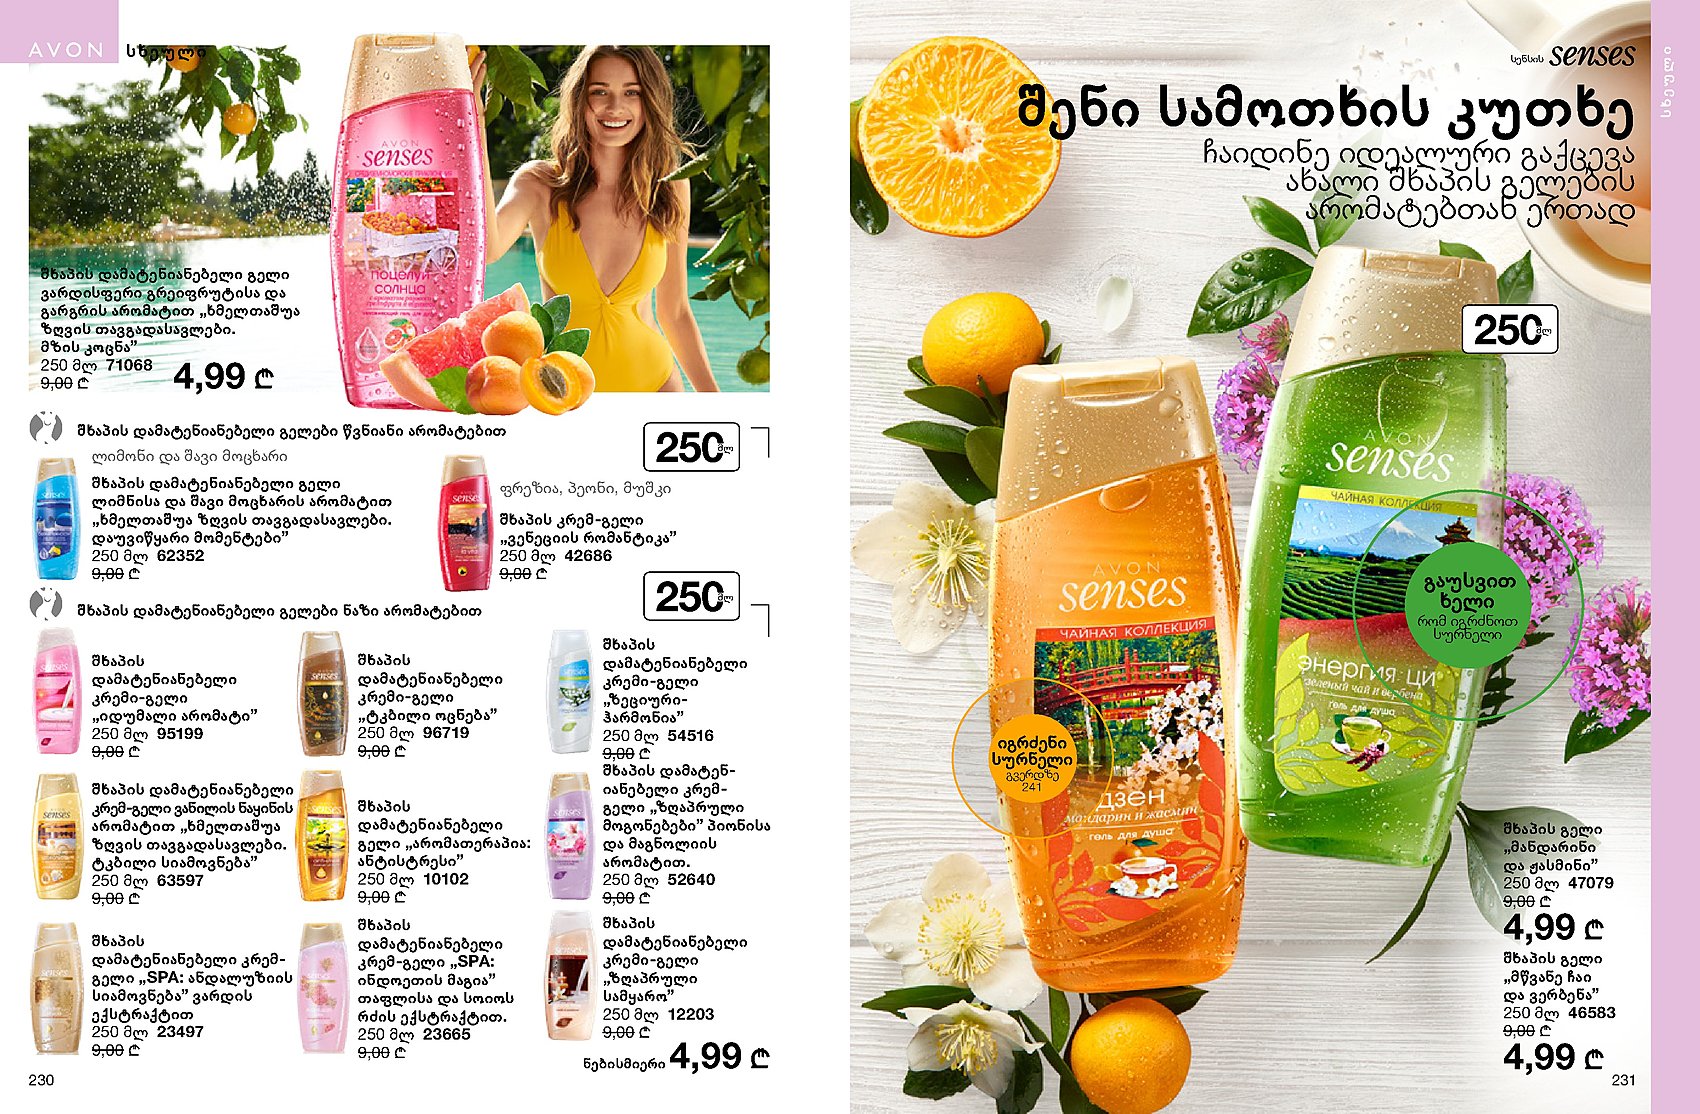 AVON
სხეული
AVON
senses
СРЕДИЗЕМНОМОРСКИЕ ПРИКЛЮЧЕНИЯ
ПОЦЕЛУЙ
СОЛНЦА
შხაპის დამატენიანებელი გელი
ვარდისფერი გრეიფრუტისა და
გარგრის არომატით „ხმელთაშუა
ზღვის თავგადასავლები.
მზის კოცნა”
250 მლ 71068
9,00 ₾
4,99 ₾
შხაპის დამატენიანებელი გელები წვნიანი არომატებით
250 მლ
ლიმონი და შავი მოცხარი
შხაპის დამატენიანებელი გელი
ლიმნისა და შავი მოცხარის არომატით
„ხმელთაშუა ზღვის თავგადასავლები.
დაუვიწყარი მომენტები”
250 მლ 62352
9,00 ₾
ფრეზია, პეონი, მუშკი
შხაპის კრემ-გელი
„ვენეციის რომანტიკა”
250 მლ 42686
9,00 ₾
შხაპის დამატენიანებელი გელები ნაზი არომატებით
250 მლ
შხაპის
დამატენიანებელი
კრემი-გელი
„იდუმალი არომატი”
250 მლ 95199
9,00 ₾
შხაპის
დამატენიანებელი
კრემი-გელი
„ტკბილი ოცნება”
250 მლ 96719
9,00 ₾
შხაპის
დამატენიანებელი
კრემი-გელი
„ზეციური-
ჰარმონია”
250 მლ 54516
9,00 ₾
შხაპის დამატენიანებელი
კრემ-გელი ვანილის ნაყინის
არომატით „ხმელთაშუა
ზღვის თავგადასავლები.
ტკბილი სიამოვნება”
250 მლ 63597
9,00 ₾
შხაპის
დამატენიანებელი
გელი „არომათერაპია:
ანტისტრესი”
250 მლ 10102
9,00 ₾
შხაპის დამატენ-
იანებელი კრემ-
გელი „ზღაპრული
მოგონებები” პიონისა
და მაგნოლიის
არომატით.
250 მლ 52640
9,00 ₾
შხაპის
დამატენიანებელი კრემ-
გელი „SPA: ანდალუზიის
სიამოვნება” ვარდის
ექსტრაქტით
250 მლ 23497
9,00 ₾
შხაპის
დამატენიანებელი
კრემ-გელი „SPA:
ინდოეთის მაგია”
თაფლისა და სოიოს
რძის ექსტრაქტით.
250 მლ 23665
9,00 ₾
შხაპის
დამატენიანებელი
კრემი-გელი
„ზღაპრული
სამყარო”
250 მლ 12203
9,00 ₾
ნებისმიერი 4,99 ₾
230
სენსის senses
შენი სამოთხის კუთხე
ჩაიდინე იდეალური გაქცევა
ახალი შხაპის გელების
არომატებთან ერთად
სხეული
250 მლ
AVON
senses
ЧАЙНАЯ КОЛЛЕКЦИЯ
ЭНЕРГИЯ ЦИ
зеленый чай и вербена
гель для душа
გაუსვით
ხელი
რომ იგრძნოთ
სურნელი
AVON
senses
ЧАЙНАЯ КОЛЛЕКЦИЯ
ДЗЕН
мандарин и жасмин
гель для душа
იგრძენი
სურნელი
გვერდზე
241
შხაპის გელი
„მანდარინი
და ჟასმინი”
250 მლ 47079
9,00 ₾
4,99 ₾
შხაპის გელი
„მწვანე ჩაი
და ვერბენა”
250 მლ 46583
9,00 ₾
4,99 ₾
231